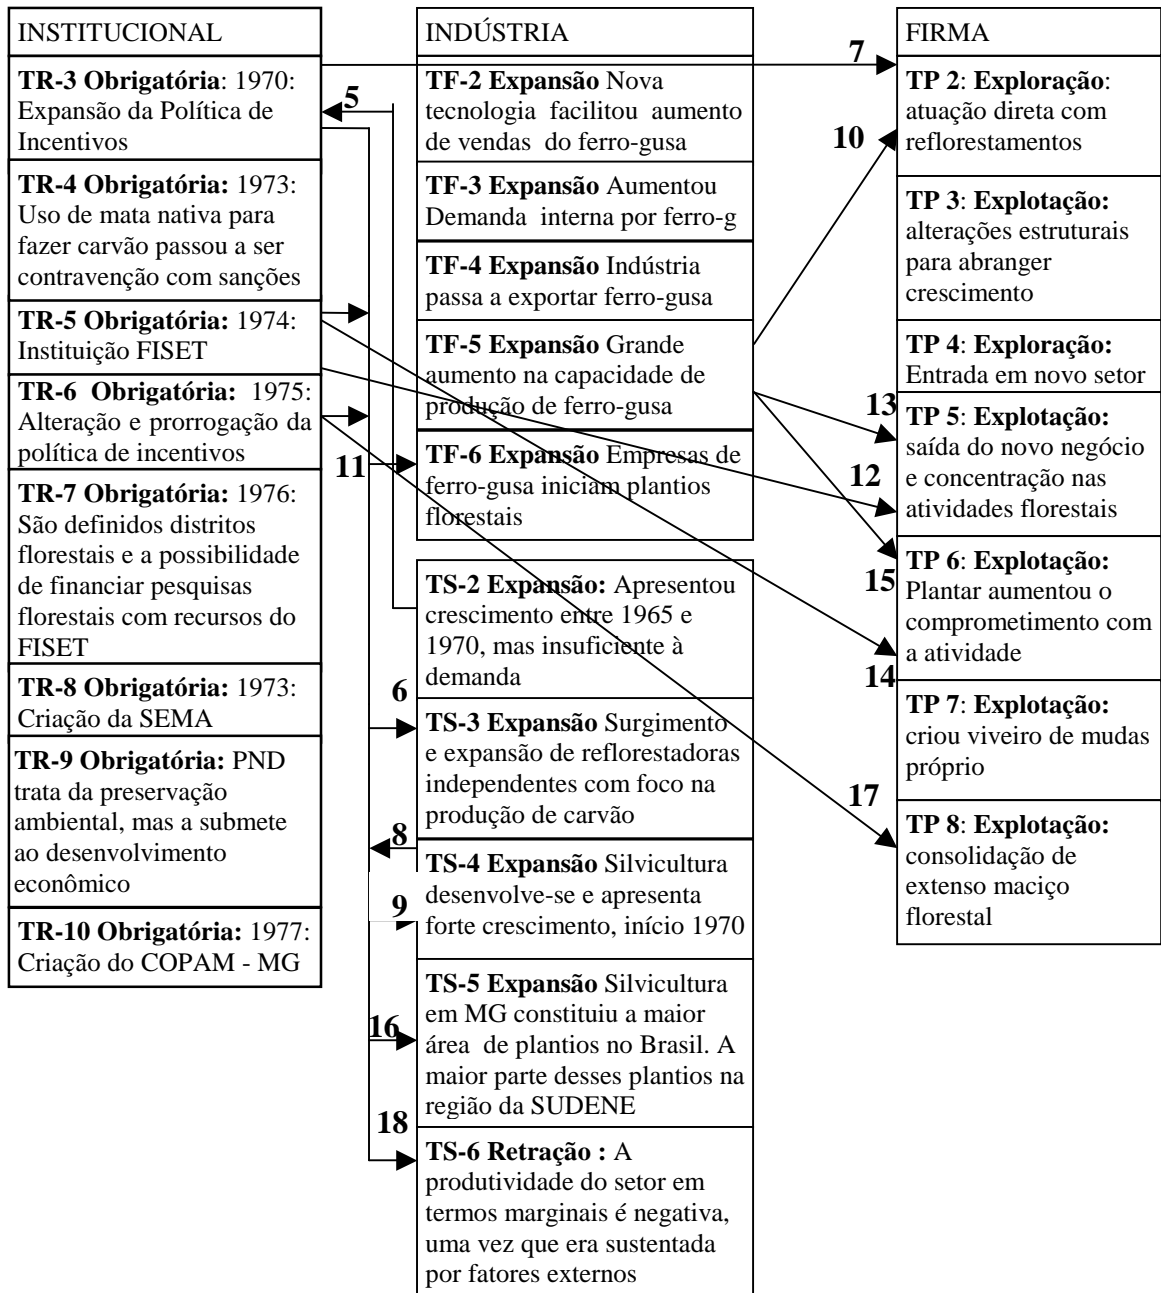 INSTITUCIONAL
TR-3 Obrigatória: 1970:
Expansão da Política de
Incentivos
TR-4 Obrigatória: 1973:
Uso de mata nativa para
fazer carvão passou a ser
contravenção com sanções
TR-5 Obrigatória: 1974:
Instituição FISET
TR-6 Obrigatória: 1975:
Alteração e prorrogação da
política de incentivos
TR-7 Obrigatória: 1976:
São definidos distritos
florestais e a possibilidade
de financiar pesquisas
florestais com recursos do
FISET
TR-8 Obrigatória: 1973:
Criação da SEMA
TR-9 Obrigatória: PND
trata da preservação
ambiental, mas a submete
ao desenvolvimento
econômico
TR-10 Obrigatória: 1977:
Criação do COPAM - MG
5
11
6
8
9
16
18
INDÚSTRIA
TF-2 Expansão Nova
tecnologia facilitou aumento
de vendas do ferro-gusa
TF-3 Expansão Aumentou
Demanda interna por ferro-g
TF-4 Expansão Indústria
passa a exportar ferro-gusa
TF-5 Expansão Grande
aumento na capacidade de
produção de ferro-gusa
TF-6 Expansão Empresas de
ferro-gusa iniciam plantios
florestais
TS-2 Expansão: Apresentou
crescimento entre 1965 e
1970, mas insuficiente à
demanda
TS-3 Expansão Surgimento
e expansão de reflorestadoras
independentes com foco na
produção de carvão
TS-4 Expansão Silvicultura
desenvolve-se e apresenta
forte crescimento, início 1970
TS-5 Expansão Silvicultura
em MG constituiu a maior
área de plantios no Brasil. A
maior parte desses plantios na
região da SUDENE
TS-6 Retração : A
produtividade do setor em
termos marginais é negativa,
uma vez que era sustentada
por fatores externos
7
10
13
12
15
14
17
FIRMA
TP 2: Exploração:
atuação direta com
reflorestamentos
TP 3: Explotação:
alterações estruturais
para abranger
crescimento
TP 4: Exploração:
Entrada em novo setor
TP 5: Explotação:
saída do novo negócio
e concentração nas
atividades florestais
TP 6: Explotação:
Plantar aumentou o
comprometimento com
a atividade
TP 7: Explotação:
criou viveiro de mudas
próprio
TP 8: Explotação:
consolidação de
extenso maciço
florestal